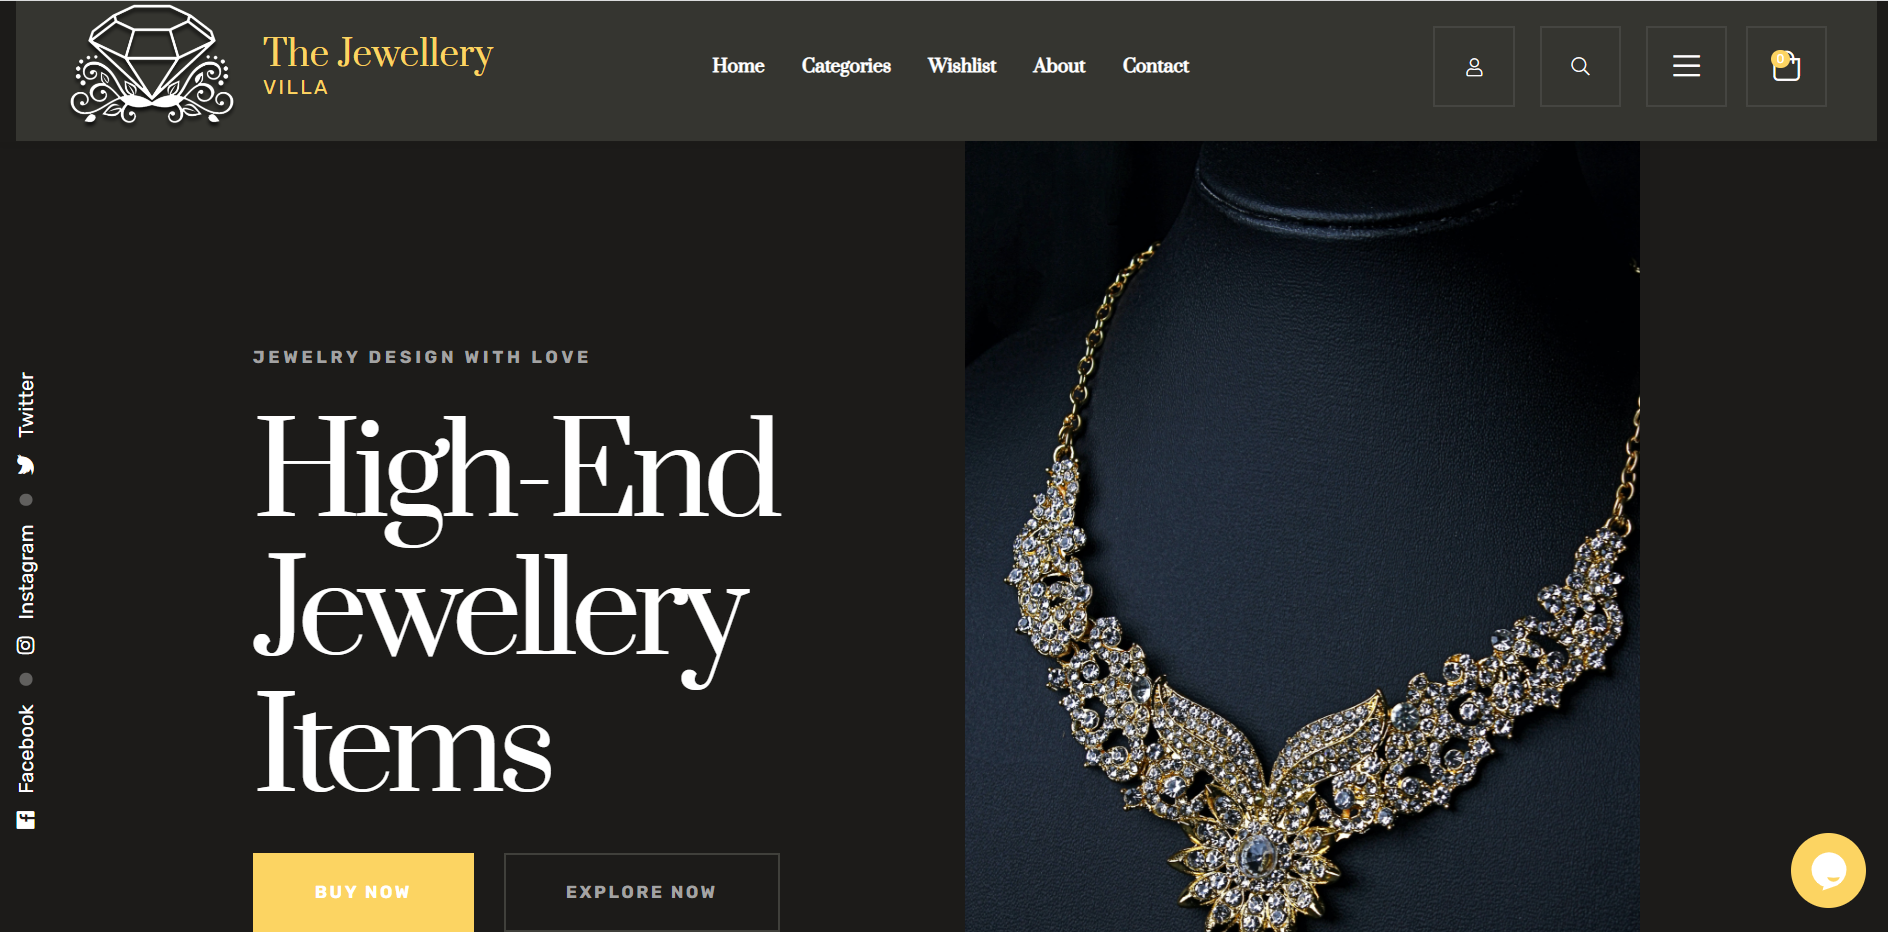 The Jewellery
VILLA
Home Categories Wishlist About Contact
0
JEWELRY DESIGN WITH LOVE
High-End
Jewellery
Items
BUY NOW EXPLORE NOW
Facebook Instagram Twitter